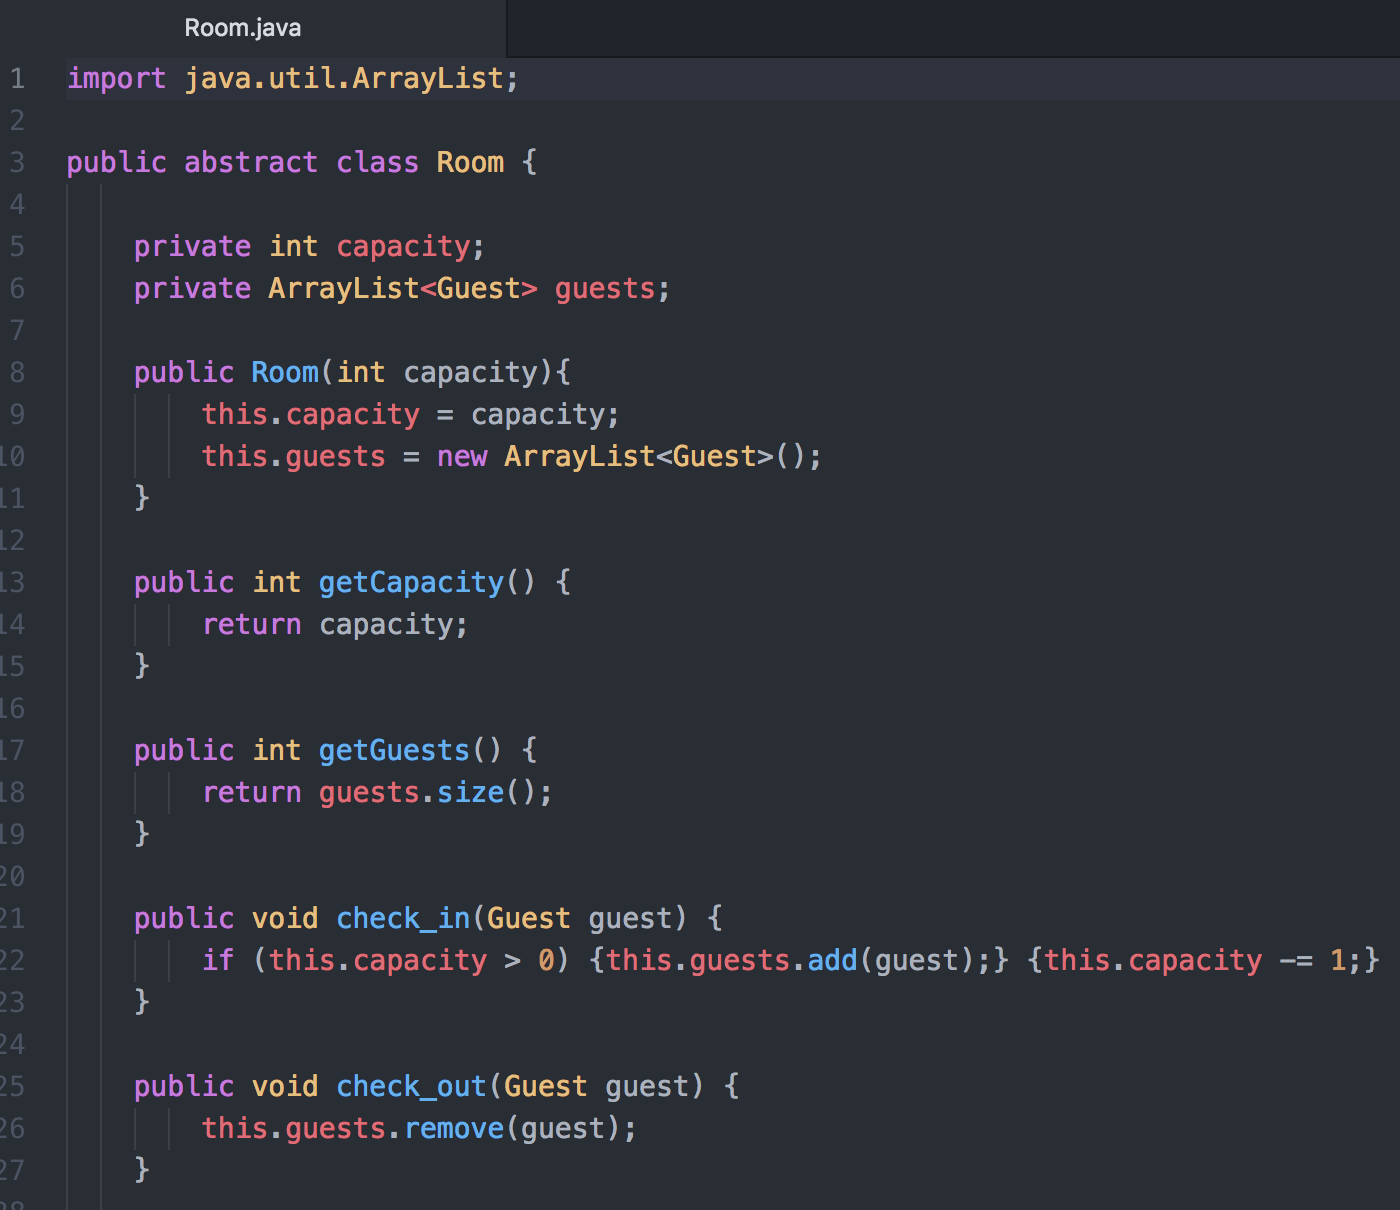 Room.java
1 import java.util.ArrayList;
2
3 public abstract class Room {
4
5 private int capacity;
6 private ArrayList<Guest> guests;
7
8 public Room(int capacity){
9 this.capacity = capacity;
10 this.guests = new ArrayList<Guest>();
11 }
12
13 public int getCapacity() {
14 return capacity;
15 }
16
17 public int getGuests() {
18 return guests.size();
19 }
20
21 public void check_in(Guest guest) {
22 if (this.capacity > 0) {this.guests.add(guest);} {this.capacity -= 1;}
23 }
24
25 public void check_out(Guest guest) {
26 this.guests.remove(guest);
27 }
28